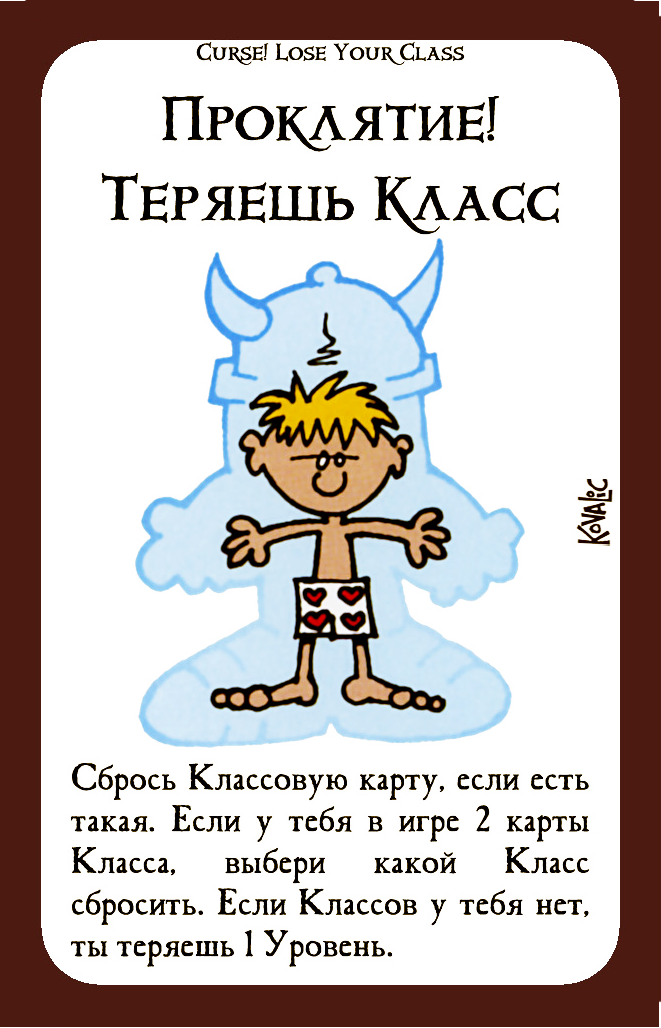 Curse! Lose Your Class
Проклятие!
Теряешь Класс
Kovalic
Сбрось Классовую карту, если есть
такая. Если у тебя в игре 2 карты
Класса, выбери какой Класс
сбросить. Если Классов у тебя нет,
ты теряешь 1 Уровень.